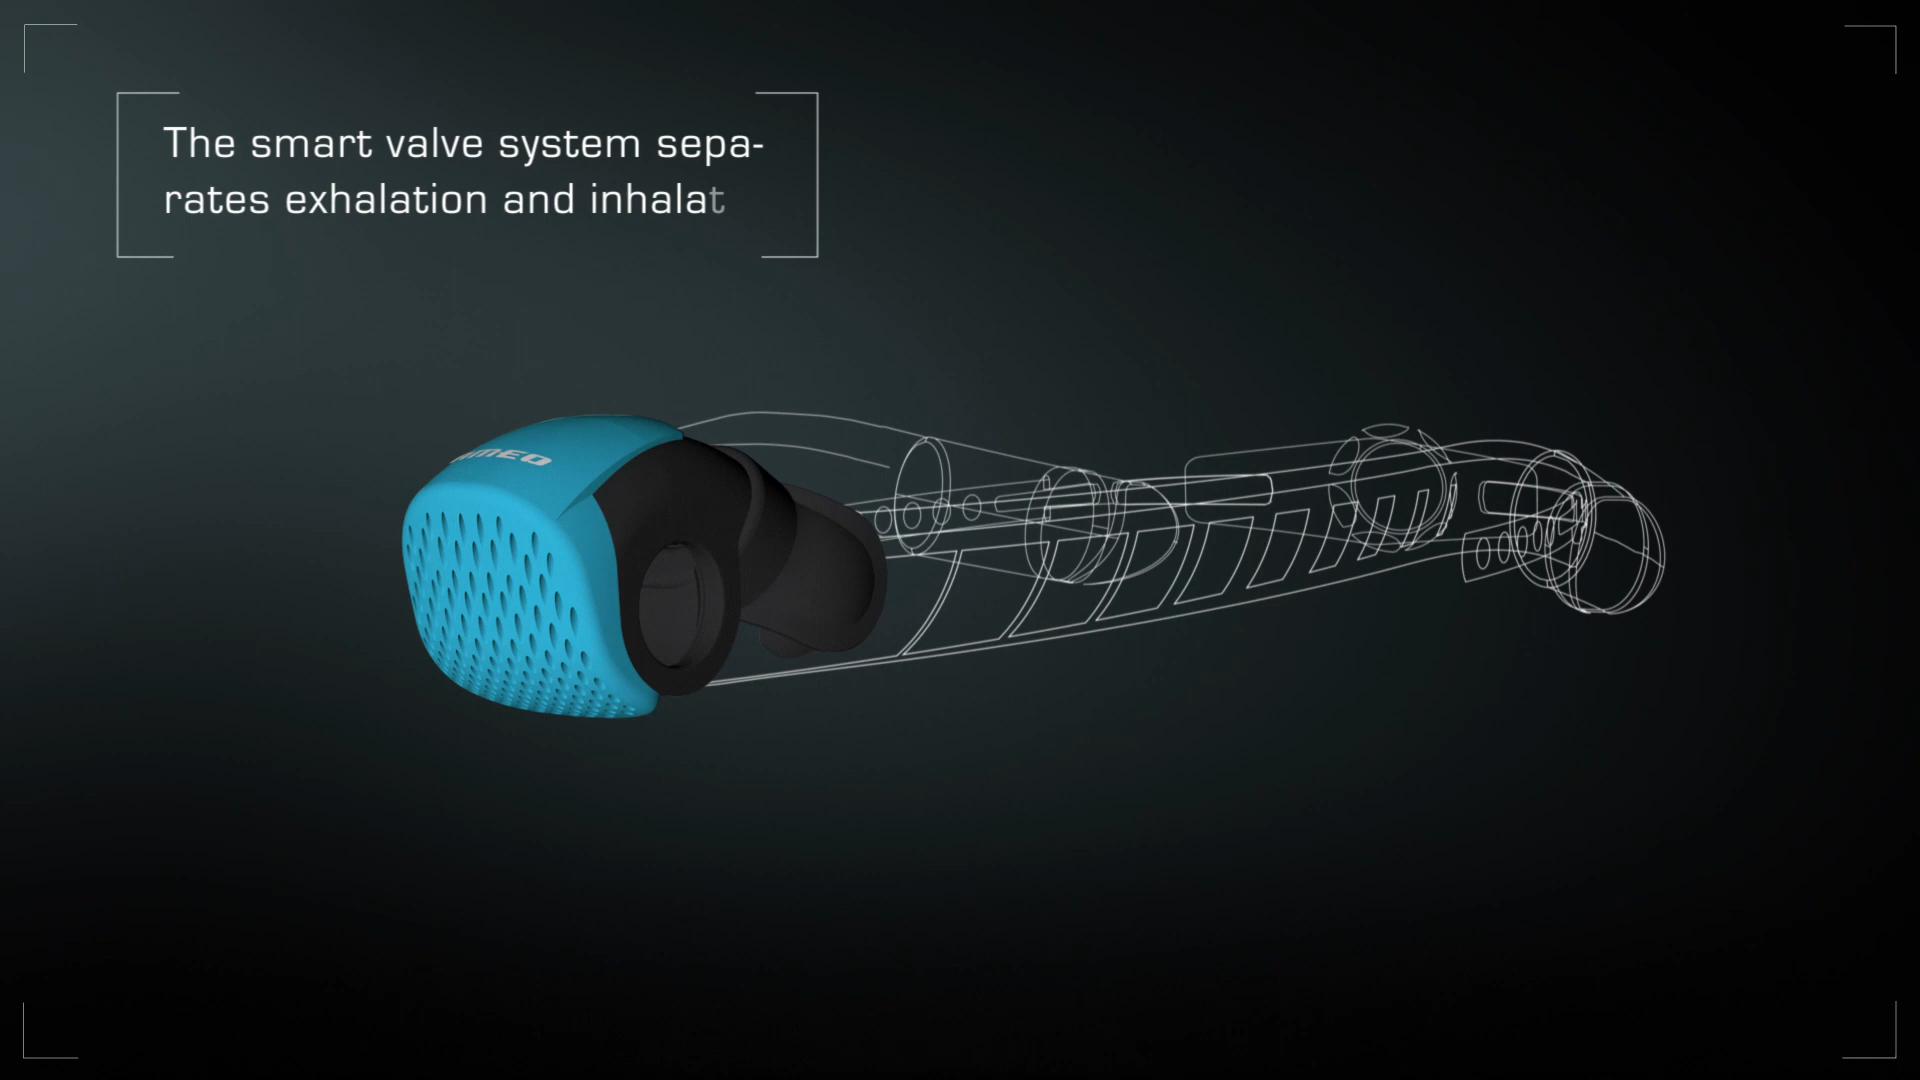 The smart valve system sepa-
rates exhalation and inhalat